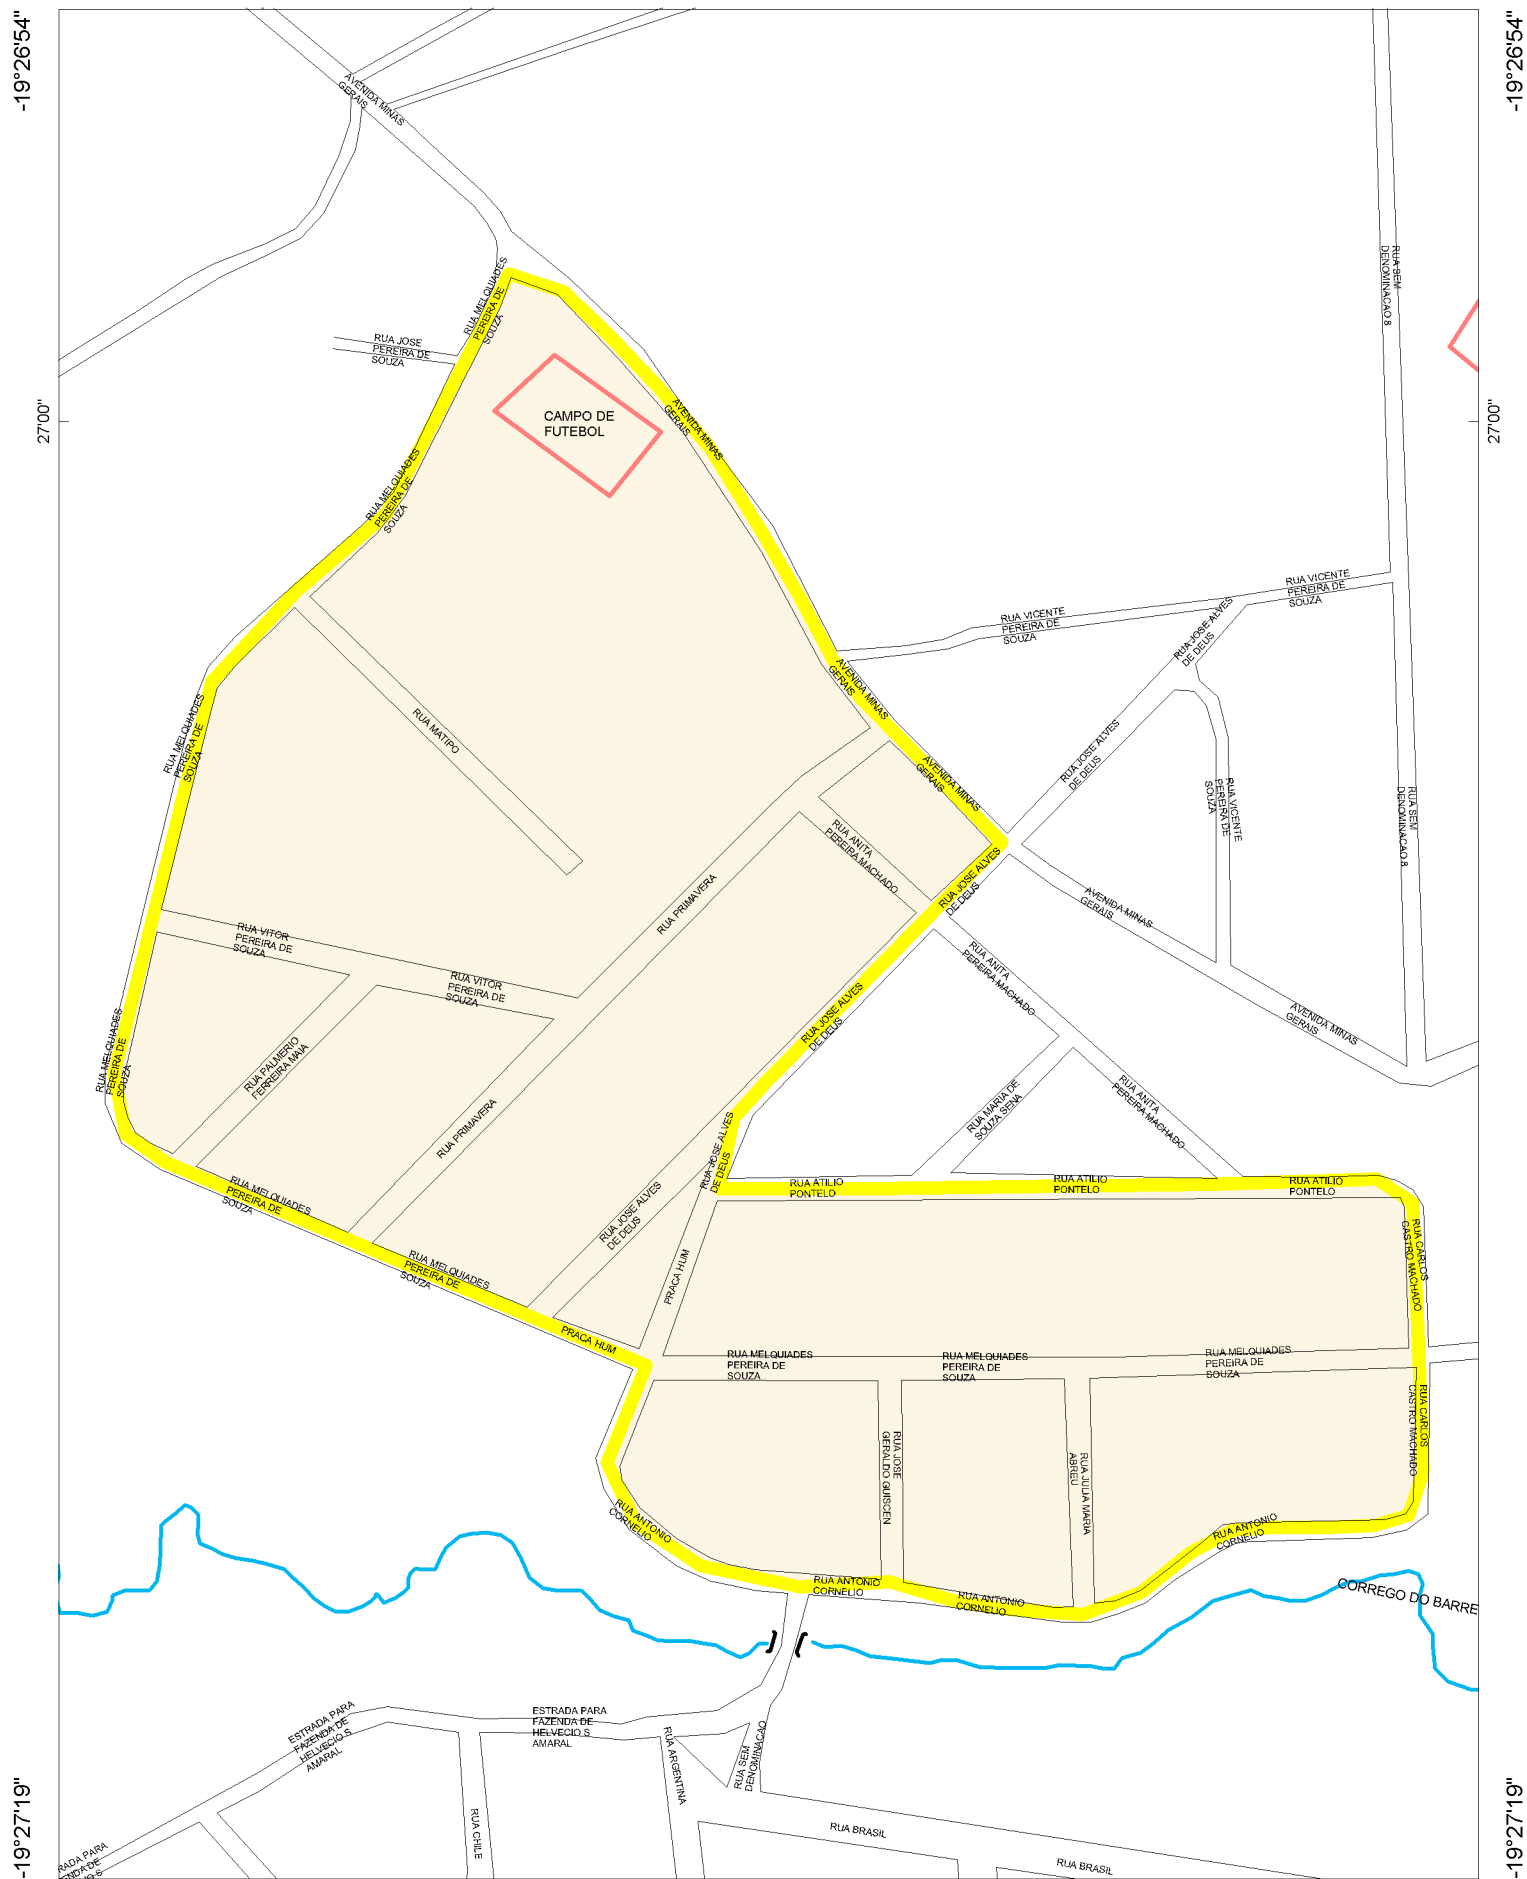 -19°26'54"
-19°26'54"
AVENIDA MINAS
GERAIS
RUA MELQUIADES
PEREIRA DE
SOUZA
RUA SEM
DENOMINACAO 8
RUA JOSE
PEREIRA DE
SOUZA
27'00"
27'00"
CAMPO DE
FUTEBOL
AVENIDA MINAS
GERAIS
RUA MELQUIADES
PEREIRA DE
SOUZA
RUA VICENTE
PEREIRA DE
SOUZA
RUA VICENTE
PEREIRA DE
SOUZA
RUA JOSE ALVES
DE DEUS
AVENIDA MINAS
GERAIS
RUA MELQUIADES
PEREIRA DE
SOUZA
RUA MATIPO
RUA JOSE ALVES
DE DEUS
AVENIDA MINAS
GERAIS
RUA VICENTE
PEREIRA DE
SOUZA
RUA SEM
DENOMINACAO 8
RUA ANITA
PEREIRA MACHADO
RUA JOSE ALVES
DE DEUS
RUA PRIMAVERA
AVENIDA MINAS
GERAIS
RUA VITOR
PEREIRA DE
SOUZA
RUA VITOR
PEREIRA DE
SOUZA
RUA ANITA
PEREIRA MACHADO
RUA JOSE ALVES
DE DEUS
AVENIDA MINAS
GERAIS
RUA MELQUIADES
PEREIRA DE
SOUZA
RUA PALMERIO
FERREIRA MAIA
RUA PRIMAVERA
RUA MARIA DE
SOUZA SENA
RUA ANITA
PEREIRA MACHADO
RUA JOSE ALVES
DE DEUS
RUA ATILIO
PONTELO
RUA ATILIO
PONTELO
RUA ATILIO
PONTELO
RUA MELQUIADES
PEREIRA DE
SOUZA
RUA JOSE ALVES
DE DEUS
RUA CARLOS
CASTRO MACHADO
RUA MELQUIADES
PEREIRA DE
SOUZA
PRACA HUM
PRACA HUM
RUA MELQUIADES
PEREIRA DE
SOUZA
RUA MELQUIADES
PEREIRA DE
SOUZA
RUA MELQUIADES
PEREIRA DE
SOUZA
RUA CARLOS
CASTRO MACHADO
RUA JOSE
GERALDO GUISCEN
RUA JULIA MARIA
ABREU
RUA ANTONIO
CORNELIO
RUA ANTONIO
CORNELIO
RUA ANTONIO
CORNELIO
RUA ANTONIO
CORNELIO
CORREGO DO BARRE
ESTRADA PARA
FAZENDA DE
HELVECIO S
AMARAL
ESTRADA PARA
FAZENDA DE
HELVECIO S
AMARAL
RUA ARGENTINA
RUA SEM
DENOMINACAO
RUA CHILE
RUA BRASIL
RUA BRASIL
RADA PARA
ENDA DE
IO S
-19°27'19"
-19°27'19"